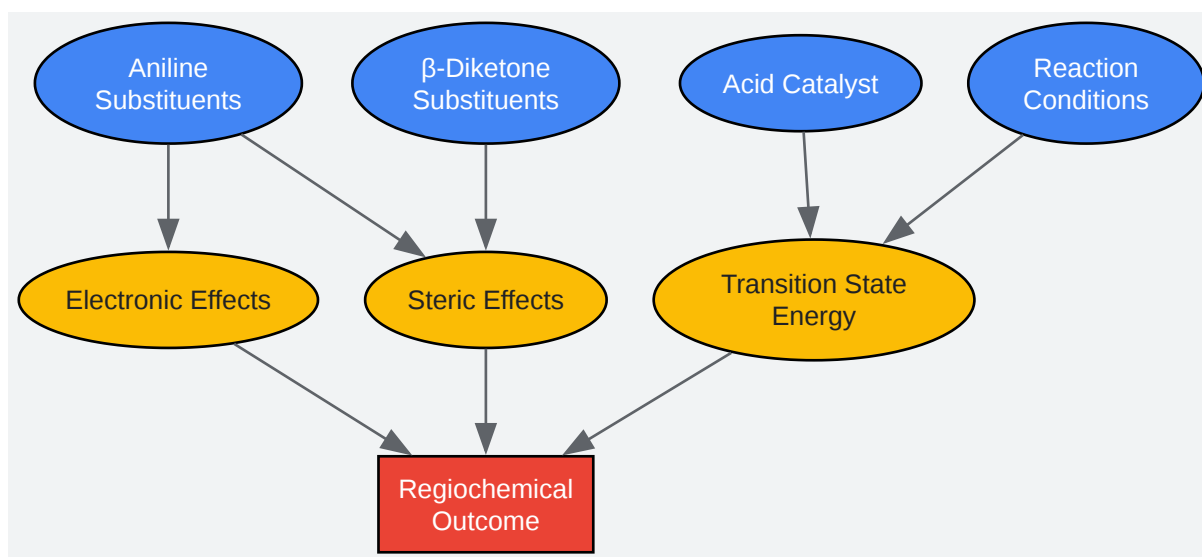 Aniline
Substituents
β-Diketone
Substituents
Acid Catalyst
Reaction
Conditions
Electronic Effects
Steric Effects
Transition State
Energy
Regiochemical
Outcome